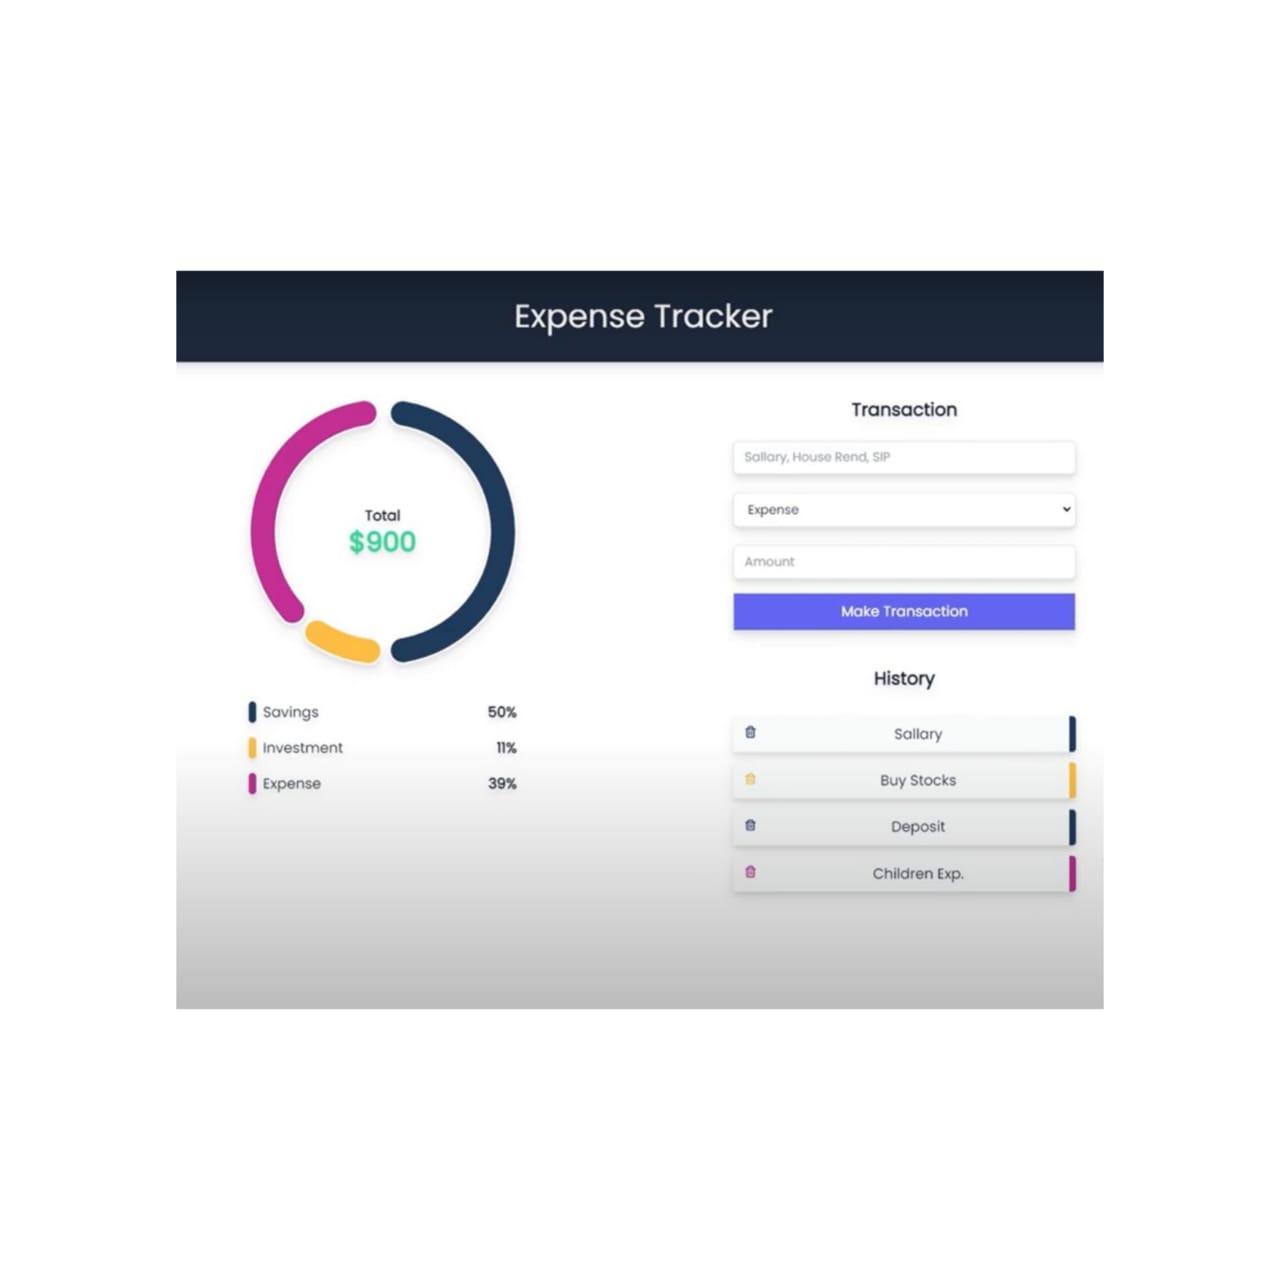 Expense Tracker
Total
$900
Savings 50%
Investment 11%
Expense 39%
Transaction
Sallary, House Rend, SIP
Expense
Amount
Make Transaction
History
Sallary
Buy Stocks
Deposit
Children Exp.